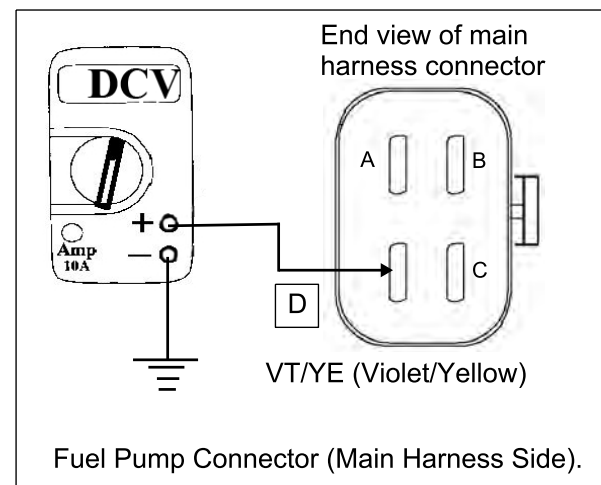 End view of main
harness connector
DCV
A
B
+
Amp
10A
−
C
D
VT/YE (Violet/Yellow)
Fuel Pump Connector (Main Harness Side).